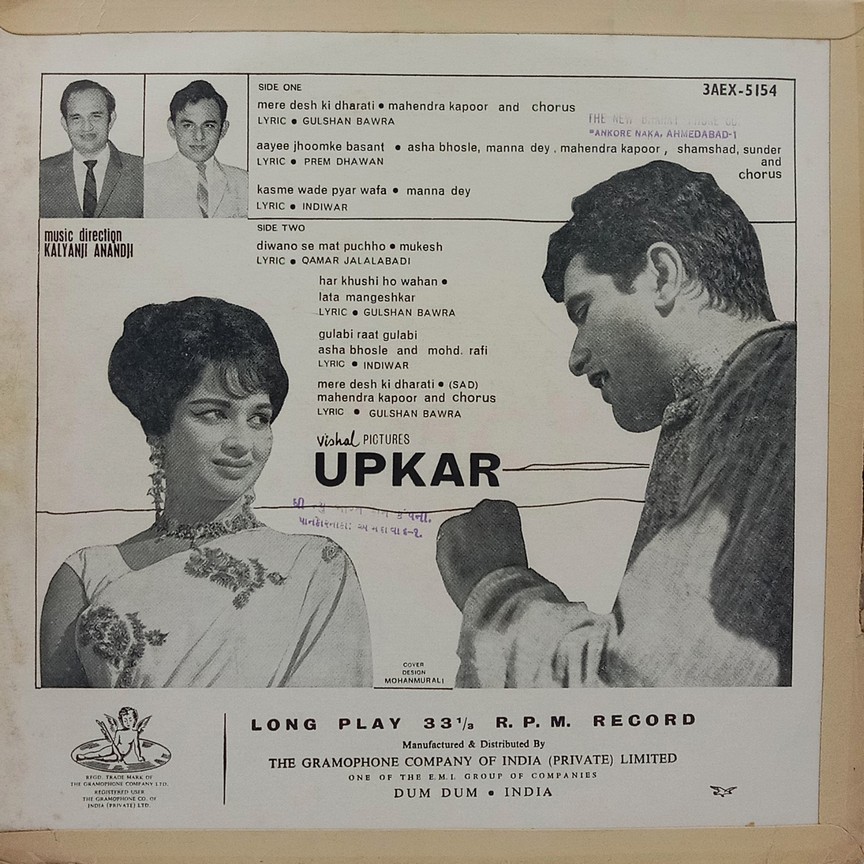 SIDE ONE
3AEX-5154
mere desh ki dharati • mahendra kapoor and chorus
LYRIC • GULSHAN BAWRA
THE NEW
ANKORE NAKA, AHMEDABAD-1
aayee jhoomke basant • asha bhosle, manna dey , mahendra kapoor , shamshad, sunder
and
chorus
LYRIC • PREM DHAWAN
kasme wade pyar wafa • manna dey
LYRIC • INDIWAR
music direction
KALYANJI ANANDJI
SIDE TWO
diwano se mat puchho • mukesh
LYRIC • QAMAR JALALABADI
har khushi ho wahan •
lata mangeshkar
LYRIC • GULSHAN BAWRA
gulabi raat gulabi
asha bhosle and mohd. rafi
LYRIC • INDIWAR
mere desh ki dharati • (SAD)
mahendra kapoor and chorus
LYRIC • GULSHAN BAWRA
vishal PICTURES
UPKAR
COVER
DESIGN
MOHANMURALI
LONG PLAY 33⅓ R. P. M. RECORD
Manufactured & Distributed By
THE GRAMOPHONE COMPANY OF INDIA (PRIVATE) LIMITED
ONE OF THE E.M.I. GROUP OF COMPANIES
DUM DUM • INDIA
REGD. TRADE MARK OF
THE GRAMOPHONE COMPANY LTD.
REGISTERED USER
THE GRAMOPHONE CO. OF
INDIA (PRIVATE) LTD.